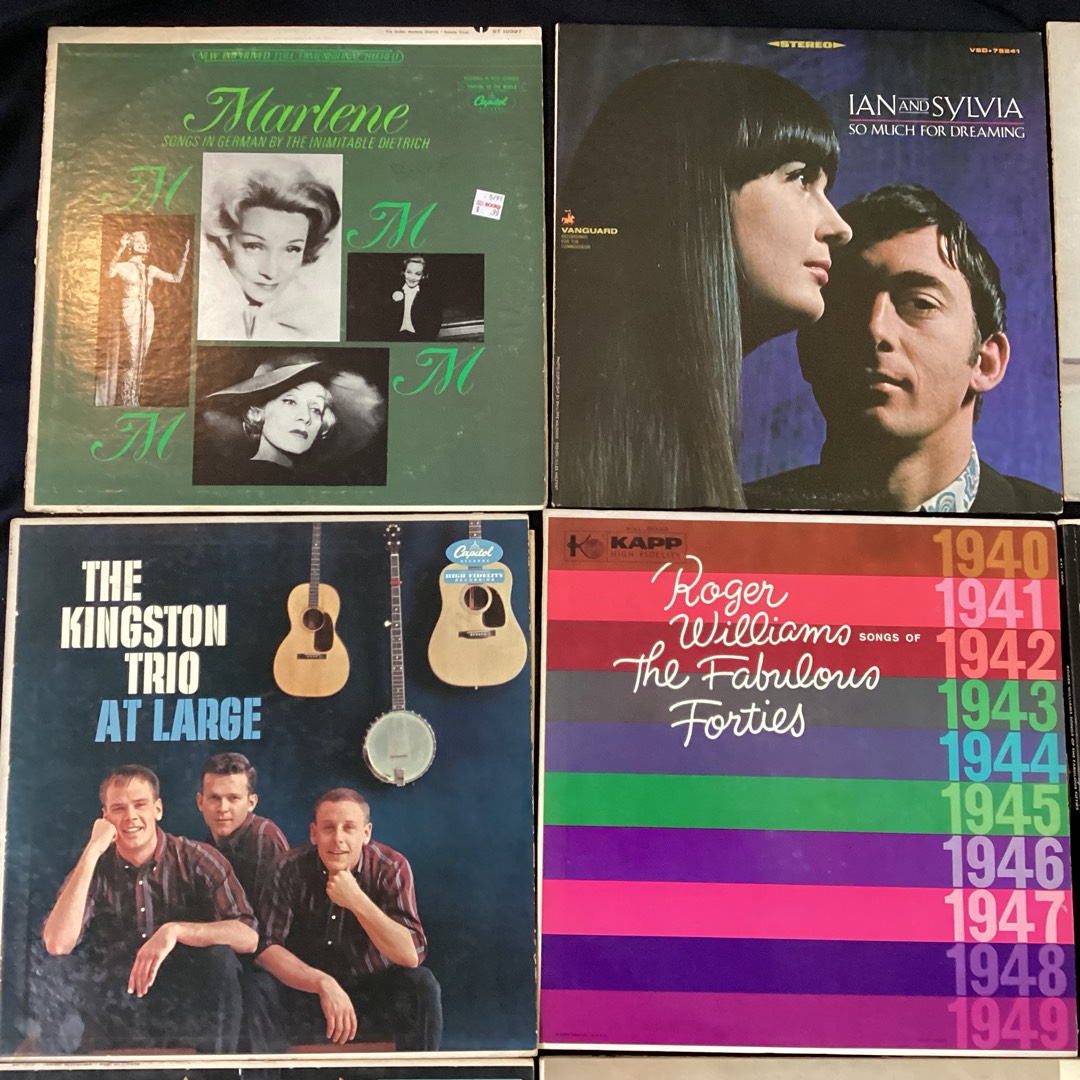 ST 10397
NEW IMPROVED FULL DIMENSIONAL STEREO
Capitol
Marlene
SONGS IN GERMAN BY THE INIMITABLE DIETRICH
M
M
M
M
STEREO
VSD•79241
IAN AND SYLVIA
SO MUCH FOR DREAMING
VANGUARD
RECORDINGS
FOR THE
CONNOISSEUR
THE
KINGSTON
TRIO
AT LARGE
Capitol
RECORDS
HIGH FIDELITY
RECORDING
K
KAPP
HIGH FIDELITY
Roger
Williams SONGS OF
The Fabulous
Forties
1940
1941
1942
1943
1944
1945
1946
1947
1948
1949